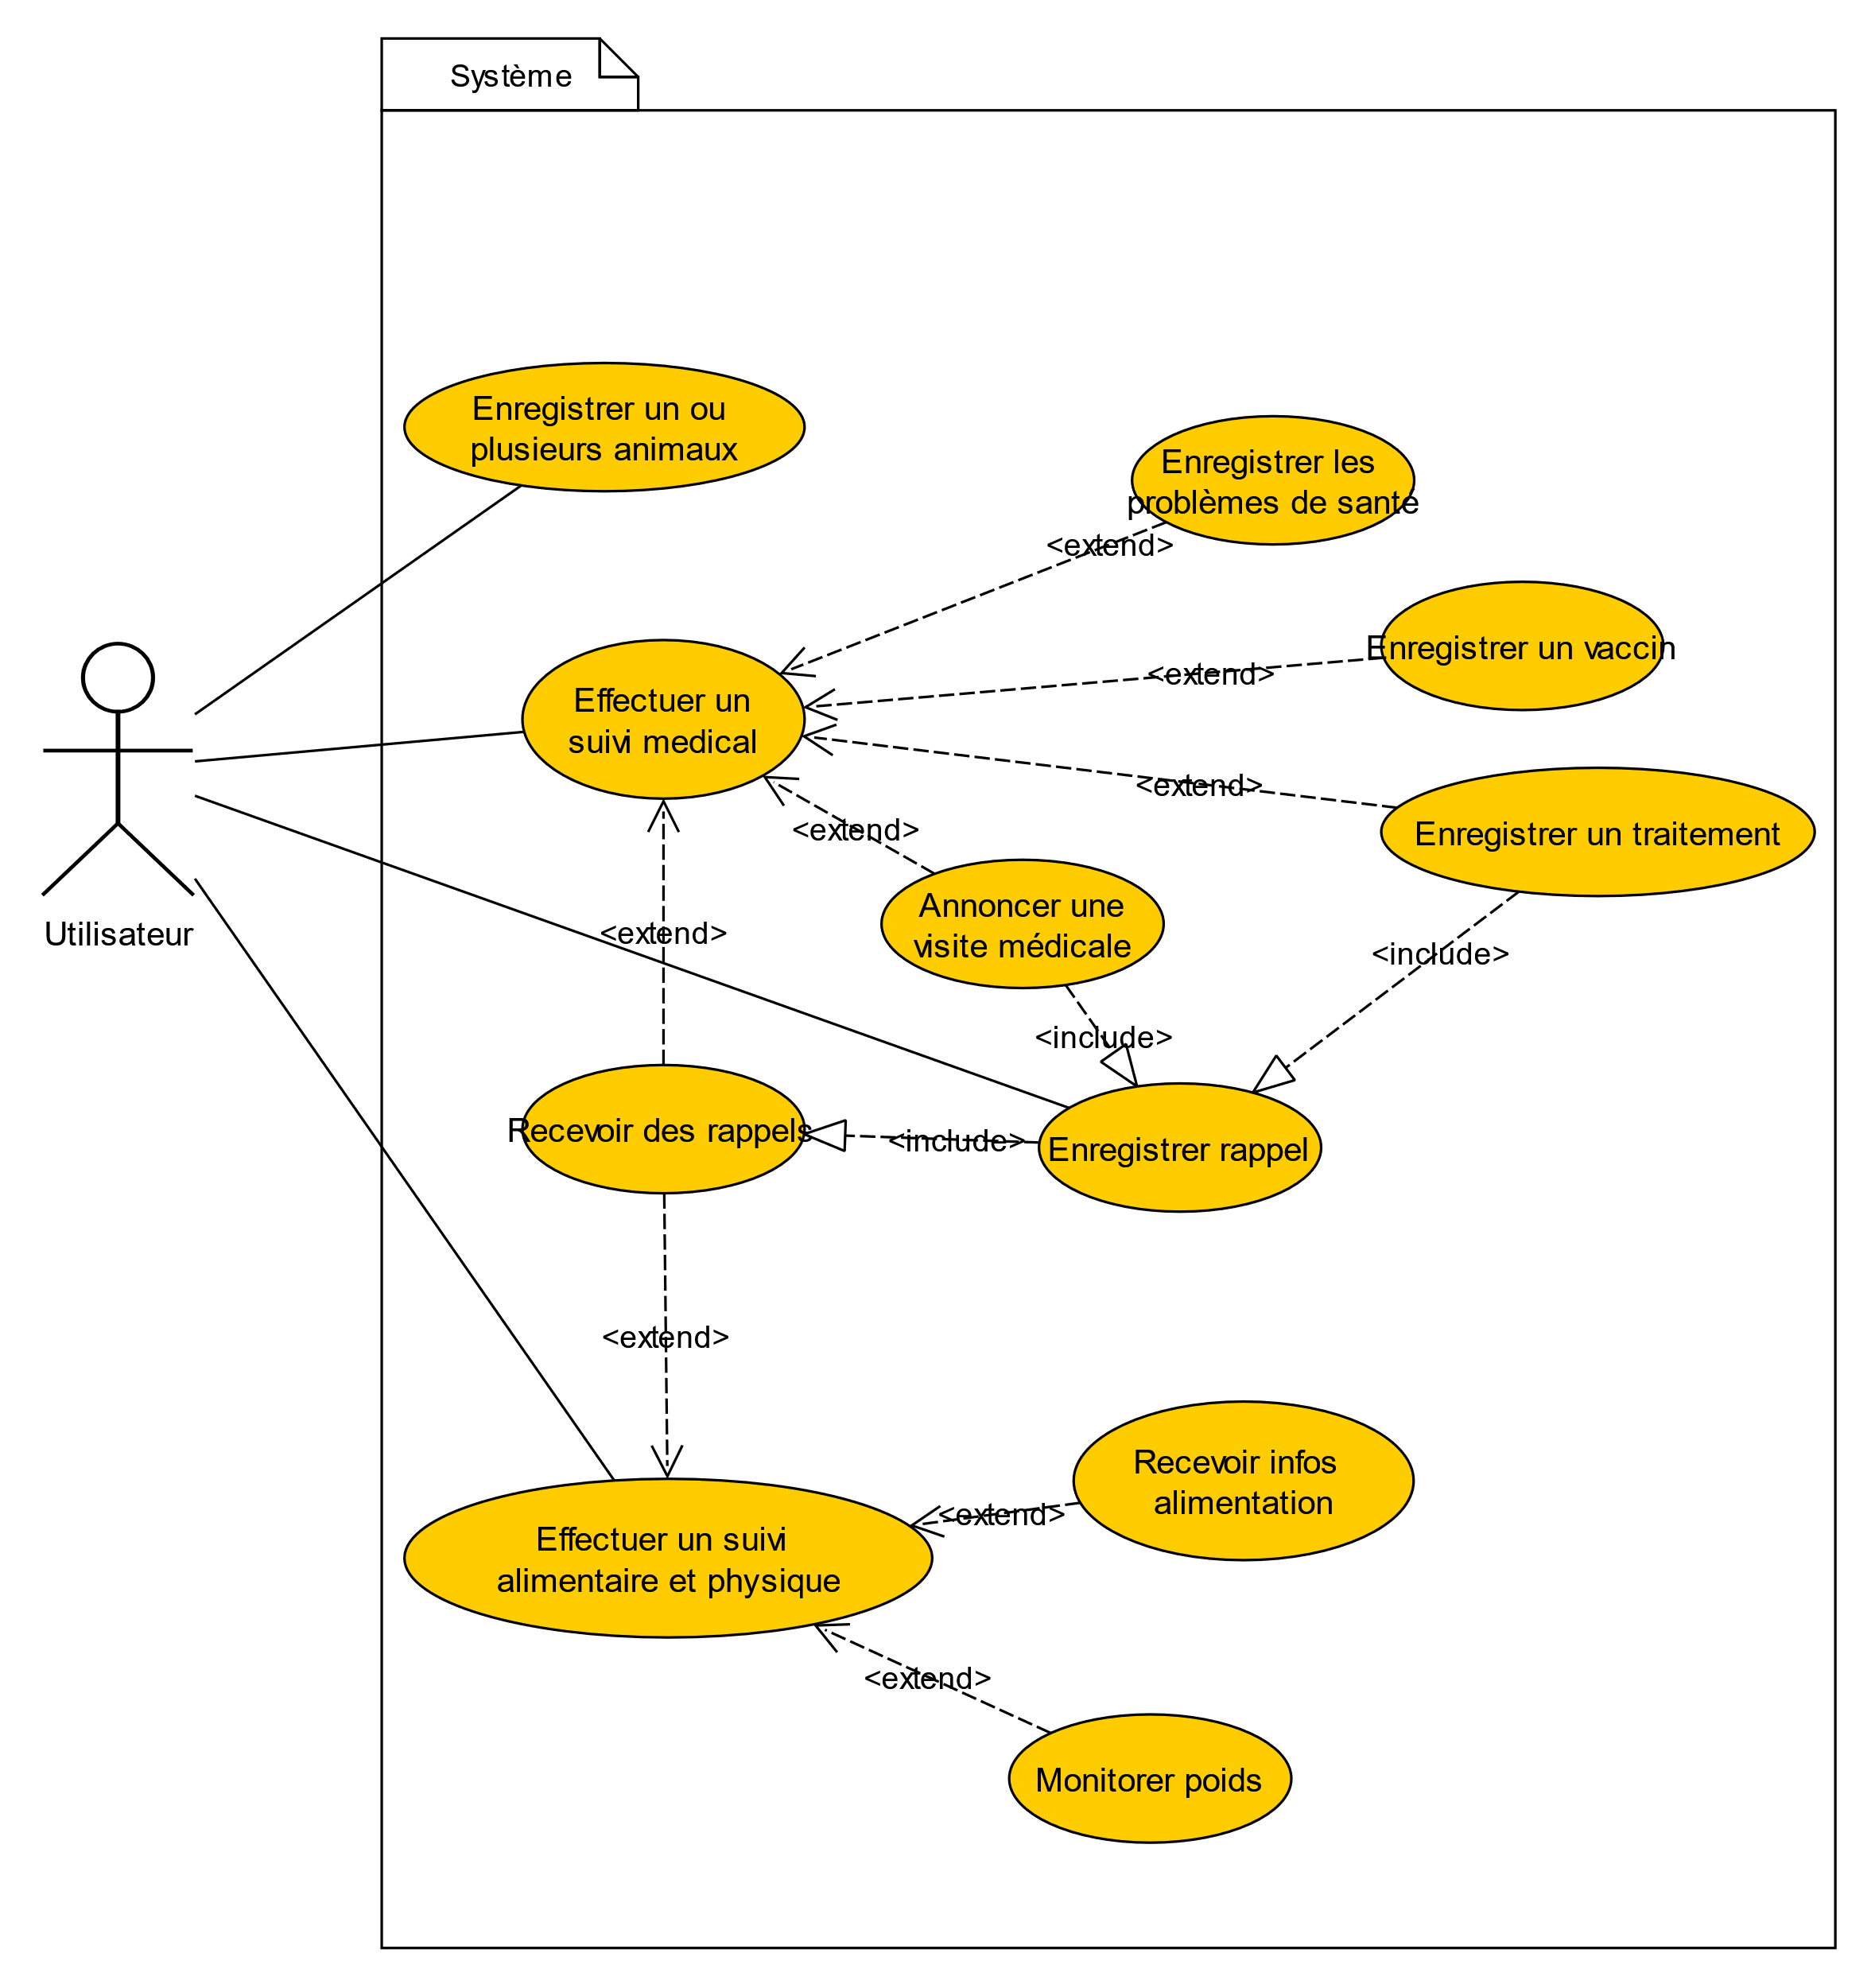 Système
Enregistrer un ou
plusieurs animaux
Enregistrer les
problèmes de santé
<extend>
Enregistrer un vaccin
<extend>
Effectuer un
suivi medical
<extend>
Enregistrer un traitement
<extend>
Annoncer une
visite médicale
Utilisateur
<extend>
<include>
<include>
Recevoir des rappels
<include>
Enregistrer rappel
<extend>
Recevoir infos
alimentation
<extend>
Effectuer un suivi
alimentaire et physique
<extend>
Monitorer poids